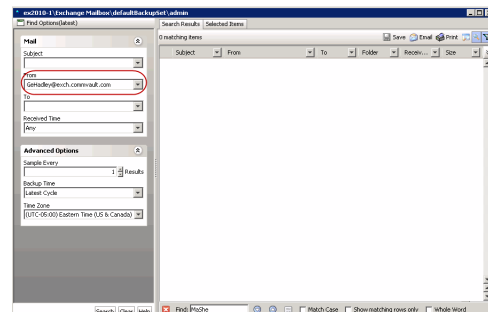 ex2010-1\Exchange Mailbox\defaultBackupSet\admin
Find Options(latest)
Search Results Selected Items
0 matching items
Save Email Print
Subject From To Folder Receiv... Size
Mail
Subject
From
GeHadley@exch.commvault.com
To
Received Time
Any
Advanced Options
Sample Every
1 Results
Backup Time
Latest Cycle
Time Zone
(UTC-05:00) Eastern Time (US & Canada)
Search Clear Help
Find: MaShe Match Case Show matching rows only Whole Word